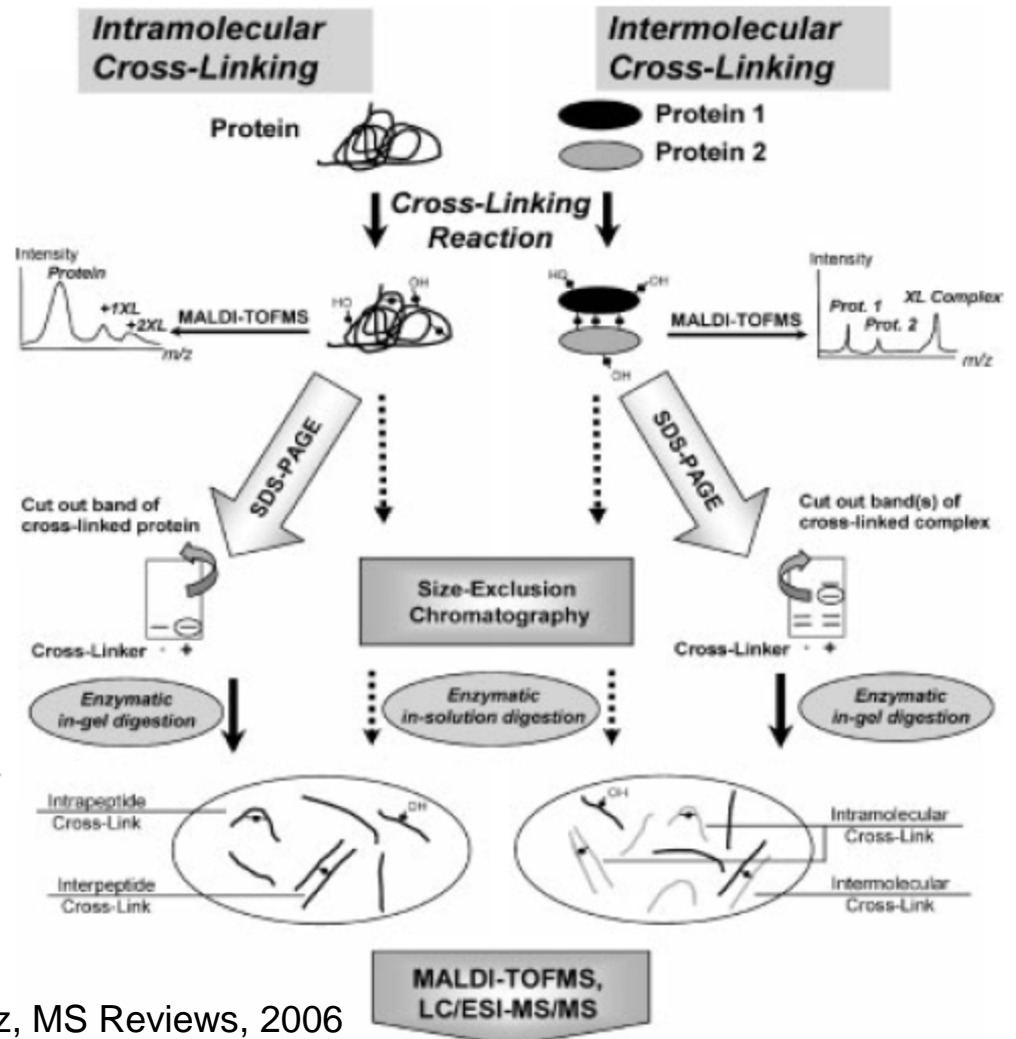 Intramolecular
Cross-Linking
Intermolecular
Cross-Linking
Protein
Protein 1
Protein 2
Cross-Linking
Reaction
Intensity
Protein
+1XL
+2XL
m/z
MALDI-TOFMS
HO
OH
HO
OH
OH
MALDI-TOFMS
Intensity
Prot. 1
Prot. 2
XL Complex
m/z
SDS-PAGE
SDS-PAGE
Cut out band of
cross-linked protein
Cut out band(s) of
cross-linked complex
Size-Exclusion
Chromatography
Cross-Linker - +
Cross-Linker - +
Enzymatic
in-gel digestion
Enzymatic
in-solution digestion
Enzymatic
in-gel digestion
Intrapeptide
Cross-Link
OH
Interpeptide
Cross-Link
OH
Intramolecular
Cross-Link
Intermolecular
Cross-Link
MALDI-TOFMS,
LC/ESI-MS/MS
z, MS Reviews, 2006